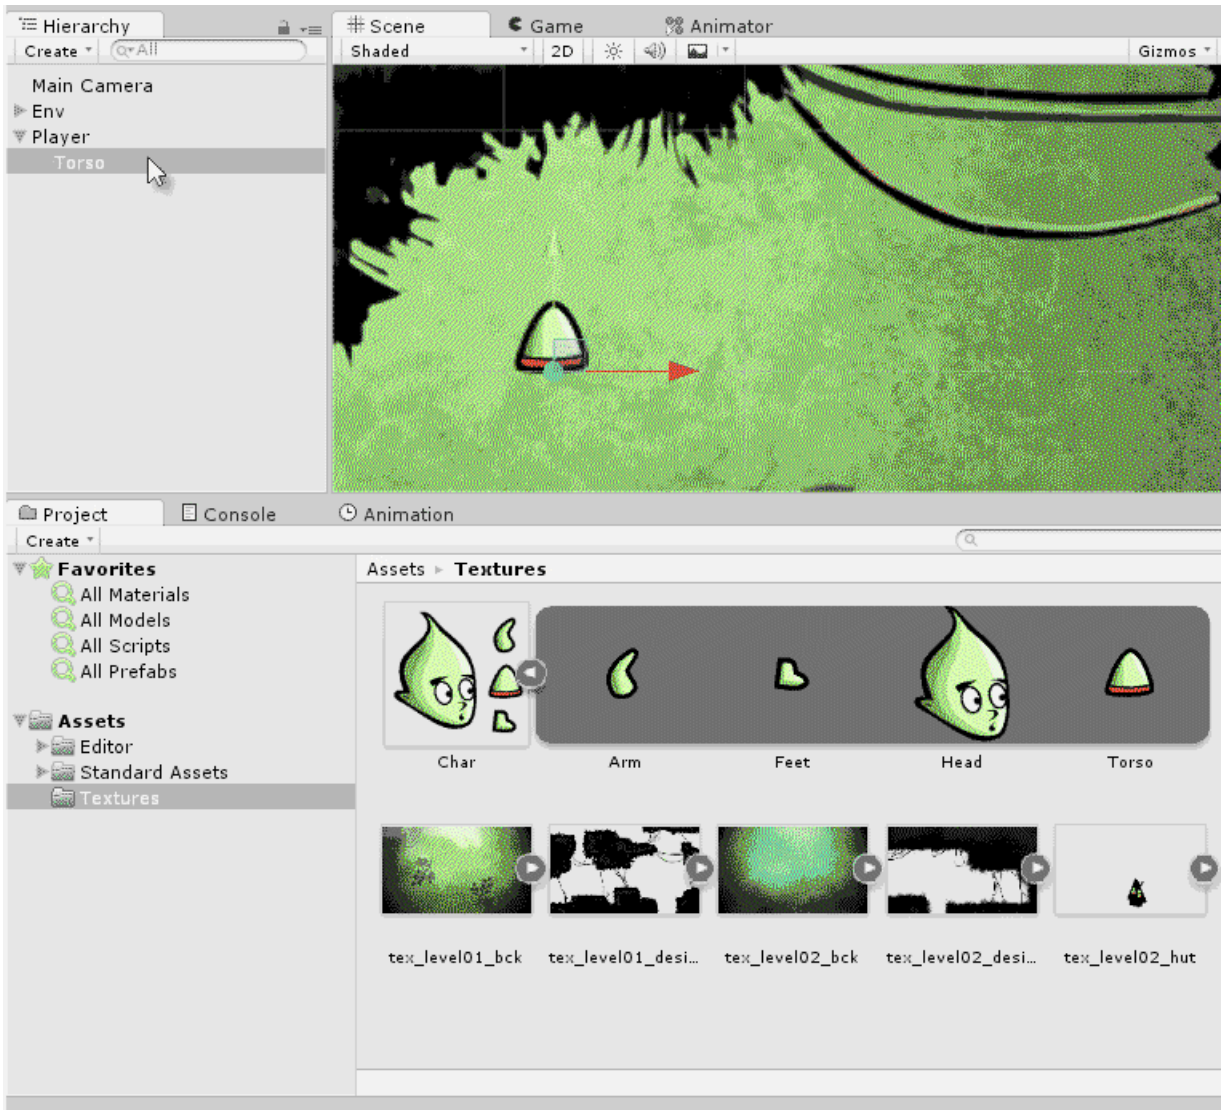 Hierarchy
Create All
Main Camera
Env
Player
Torso
Scene Game Animator
Shaded 2D Gizmos
Project Console Animation
Create
Favorites
All Materials
All Models
All Scripts
All Prefabs
Assets
Editor
Standard Assets
Textures
Assets Textures
Char Arm Feet Head Torso
tex_level01_bck tex_level01_desi... tex_level02_bck tex_level02_desi... tex_level02_hut